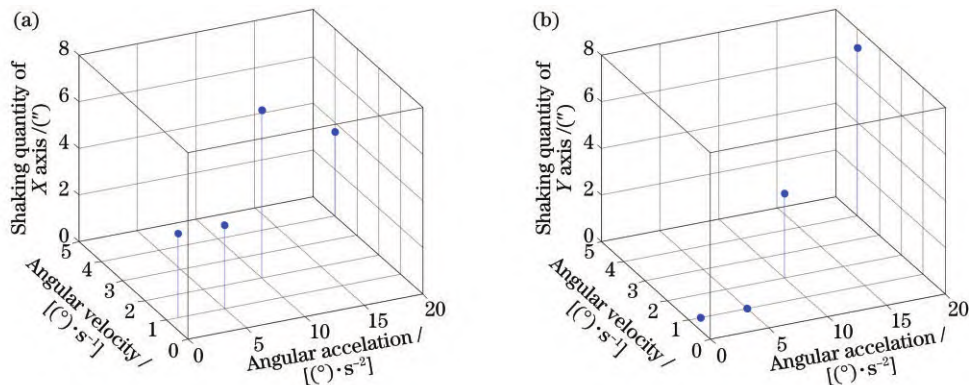 (a)
Shaking quantity of
X axis /(″)
8
6
4
2
0
5
4
3
2
1
0
Angular velocity /
[(°)·s⁻¹]
0
5
10
15
20
Angular accelation /
[(°)·s⁻²]
(b)
Shaking quantity of
Y axis /(″)
8
6
4
2
0
5
4
3
2
1
0
Angular velocity /
[(°)·s⁻¹]
0
5
10
15
20
Angular accelation /
[(°)·s⁻²]